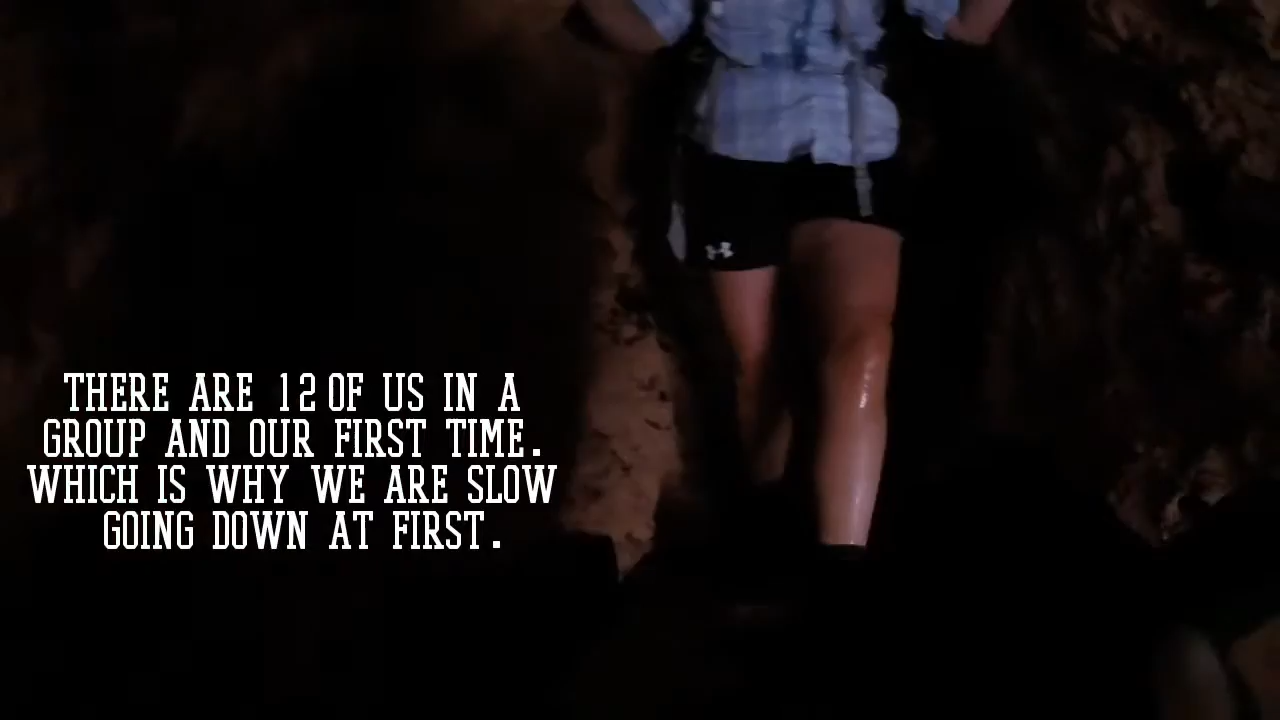 THERE ARE 12 OF US IN A
GROUP AND OUR FIRST TIME.
WHICH IS WHY WE ARE SLOW
GOING DOWN AT FIRST.